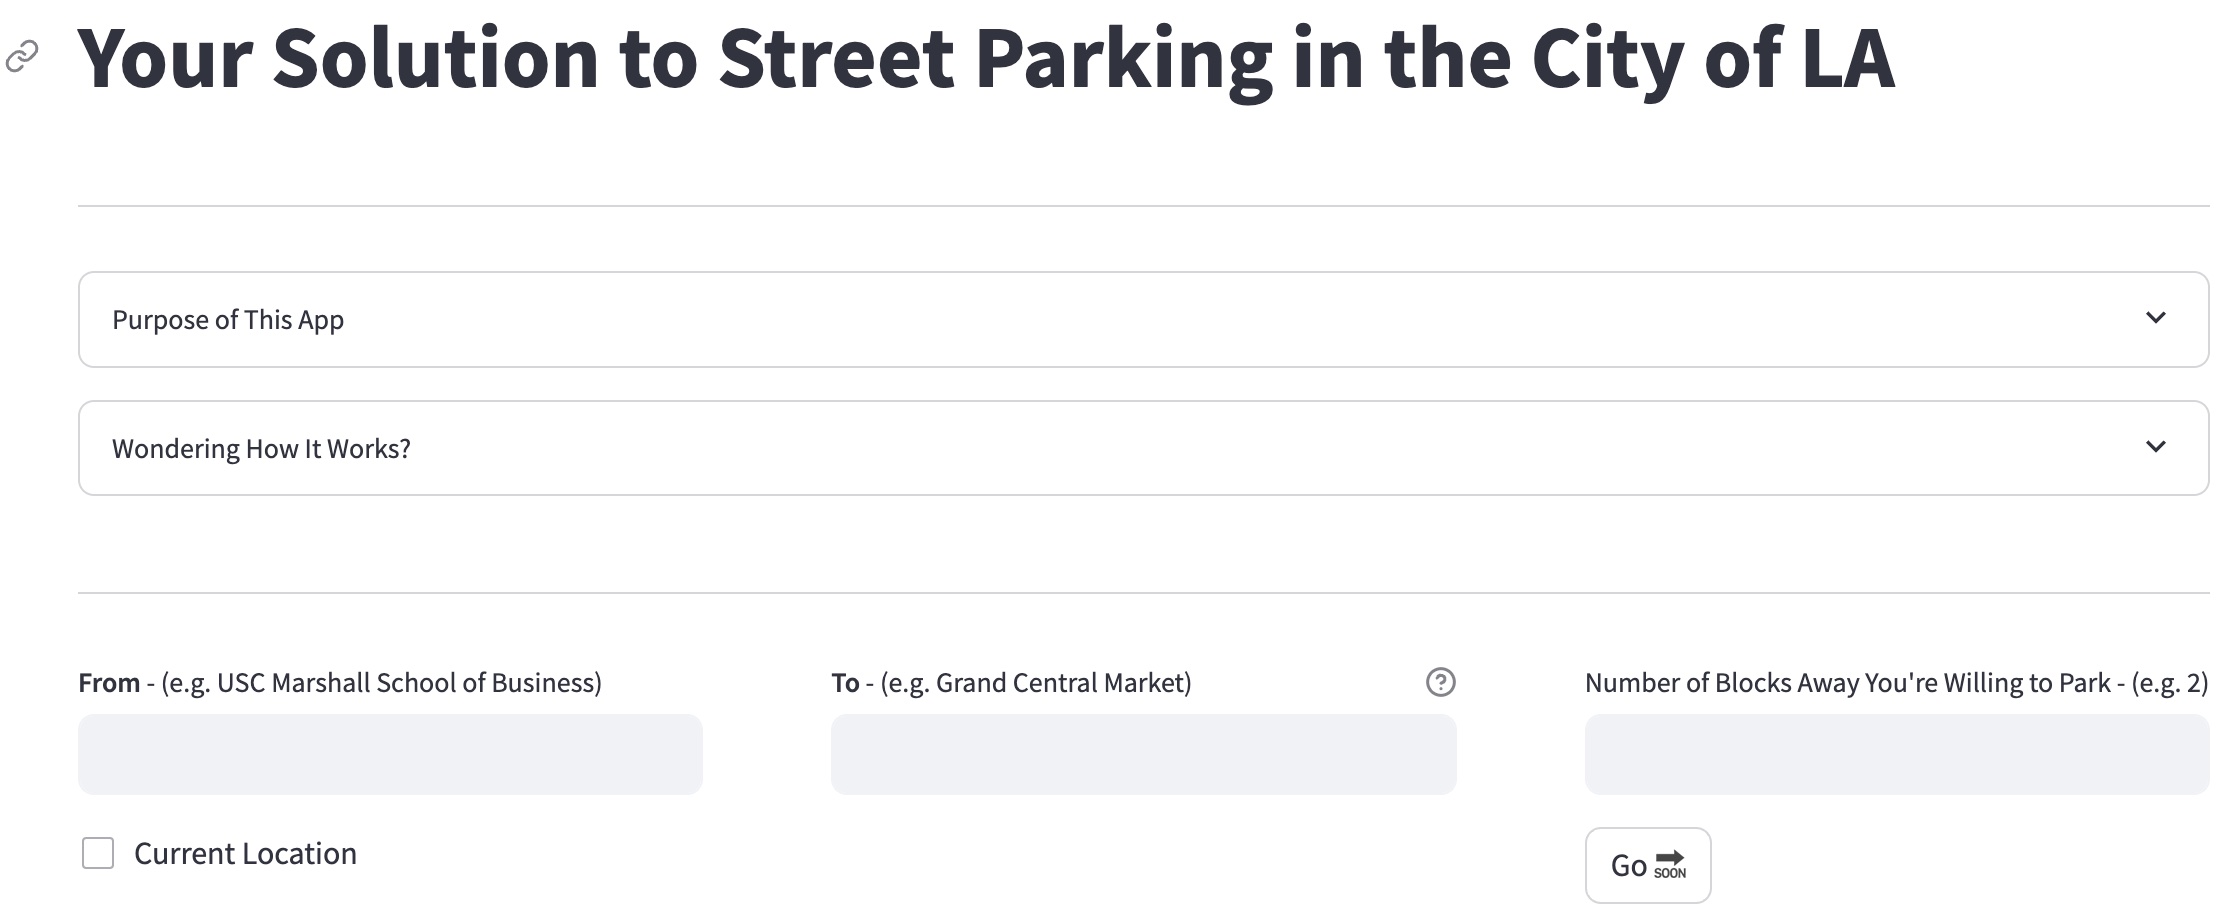 Your Solution to Street Parking in the City of LA
Purpose of This App
Wondering How It Works?
From - (e.g. USC Marshall School of Business)
To - (e.g. Grand Central Market)
?
Number of Blocks Away You're Willing to Park - (e.g. 2)
Current Location
Go SOON